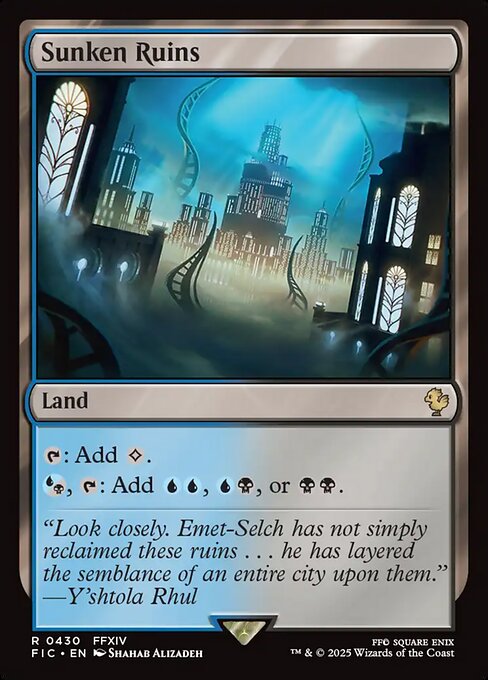 Sunken Ruins
Land
: Add .
, : Add , , or .
“Look closely. Emet-Selch has not simply
reclaimed these ruins . . . he has layered
the semblance of an entire city upon them.”
—Y'shtola Rhul
R 0430 FFXIV
FIC • EN Shahab Alizadeh
FF© SQUARE ENIX
™ & © 2025 Wizards of the Coast